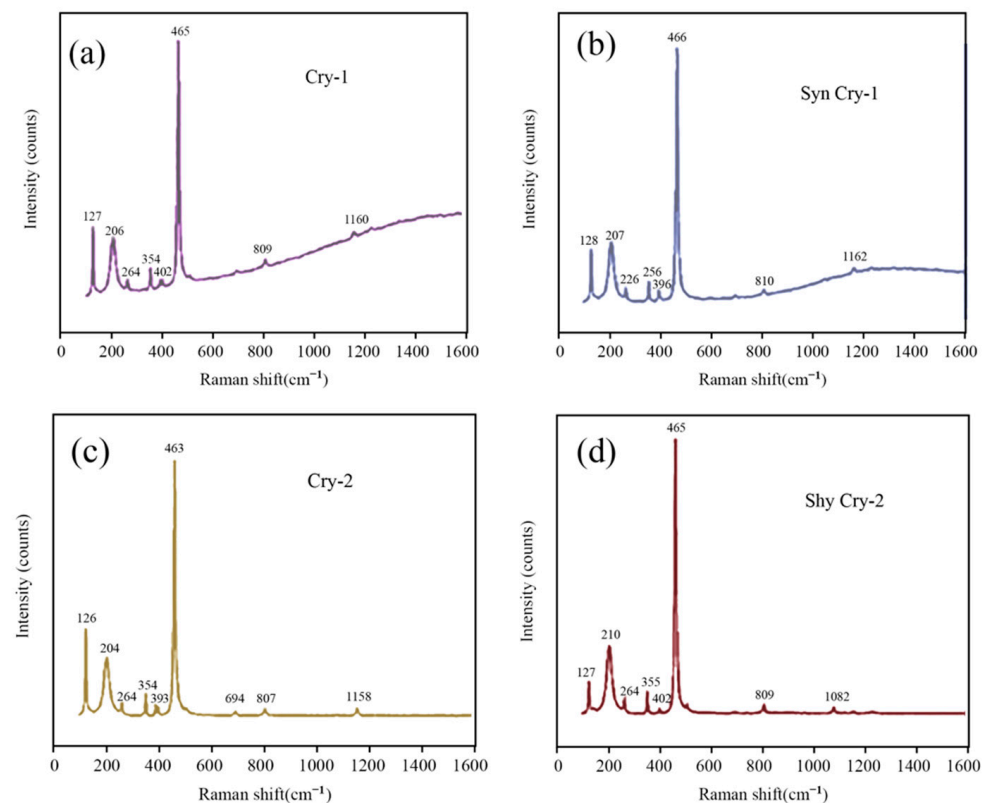 (a)
Cry-1
465
127
206
264
354
402
809
1160
Intensity (counts)
0 200 400 600 800 1000 1200 1400 1600
Raman shift(cm⁻¹)
(b)
Syn Cry-1
466
128
207
226
256
396
810
1162
Intensity (counts)
0 200 400 600 800 1000 1200 1400 1600
Raman shift(cm⁻¹)
(c)
Cry-2
463
126
204
264
354
393
694
807
1158
Intensity (counts)
0 200 400 600 800 1000 1200 1400 1600
Raman shift(cm⁻¹)
(d)
Shy Cry-2
465
127
210
264
355
402
809
1082
Intensity (counts)
0 200 400 600 800 1000 1200 1400 1600
Raman shift(cm⁻¹)